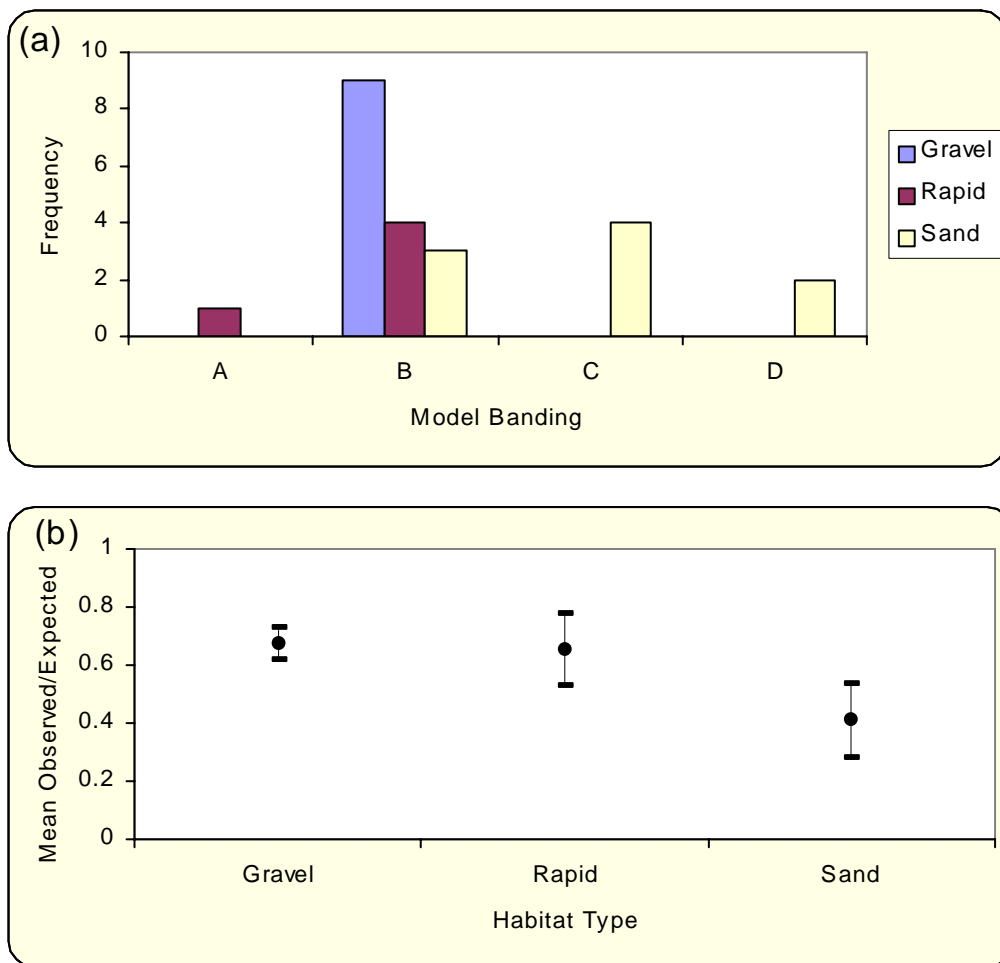 (a)
10
8
6
4
2
0
Frequency
A B C D
Model Banding
Gravel
Rapid
Sand
(b)
1
0.8
0.6
0.4
0.2
0
Mean Observed/Expected
Gravel Rapid Sand
Habitat Type